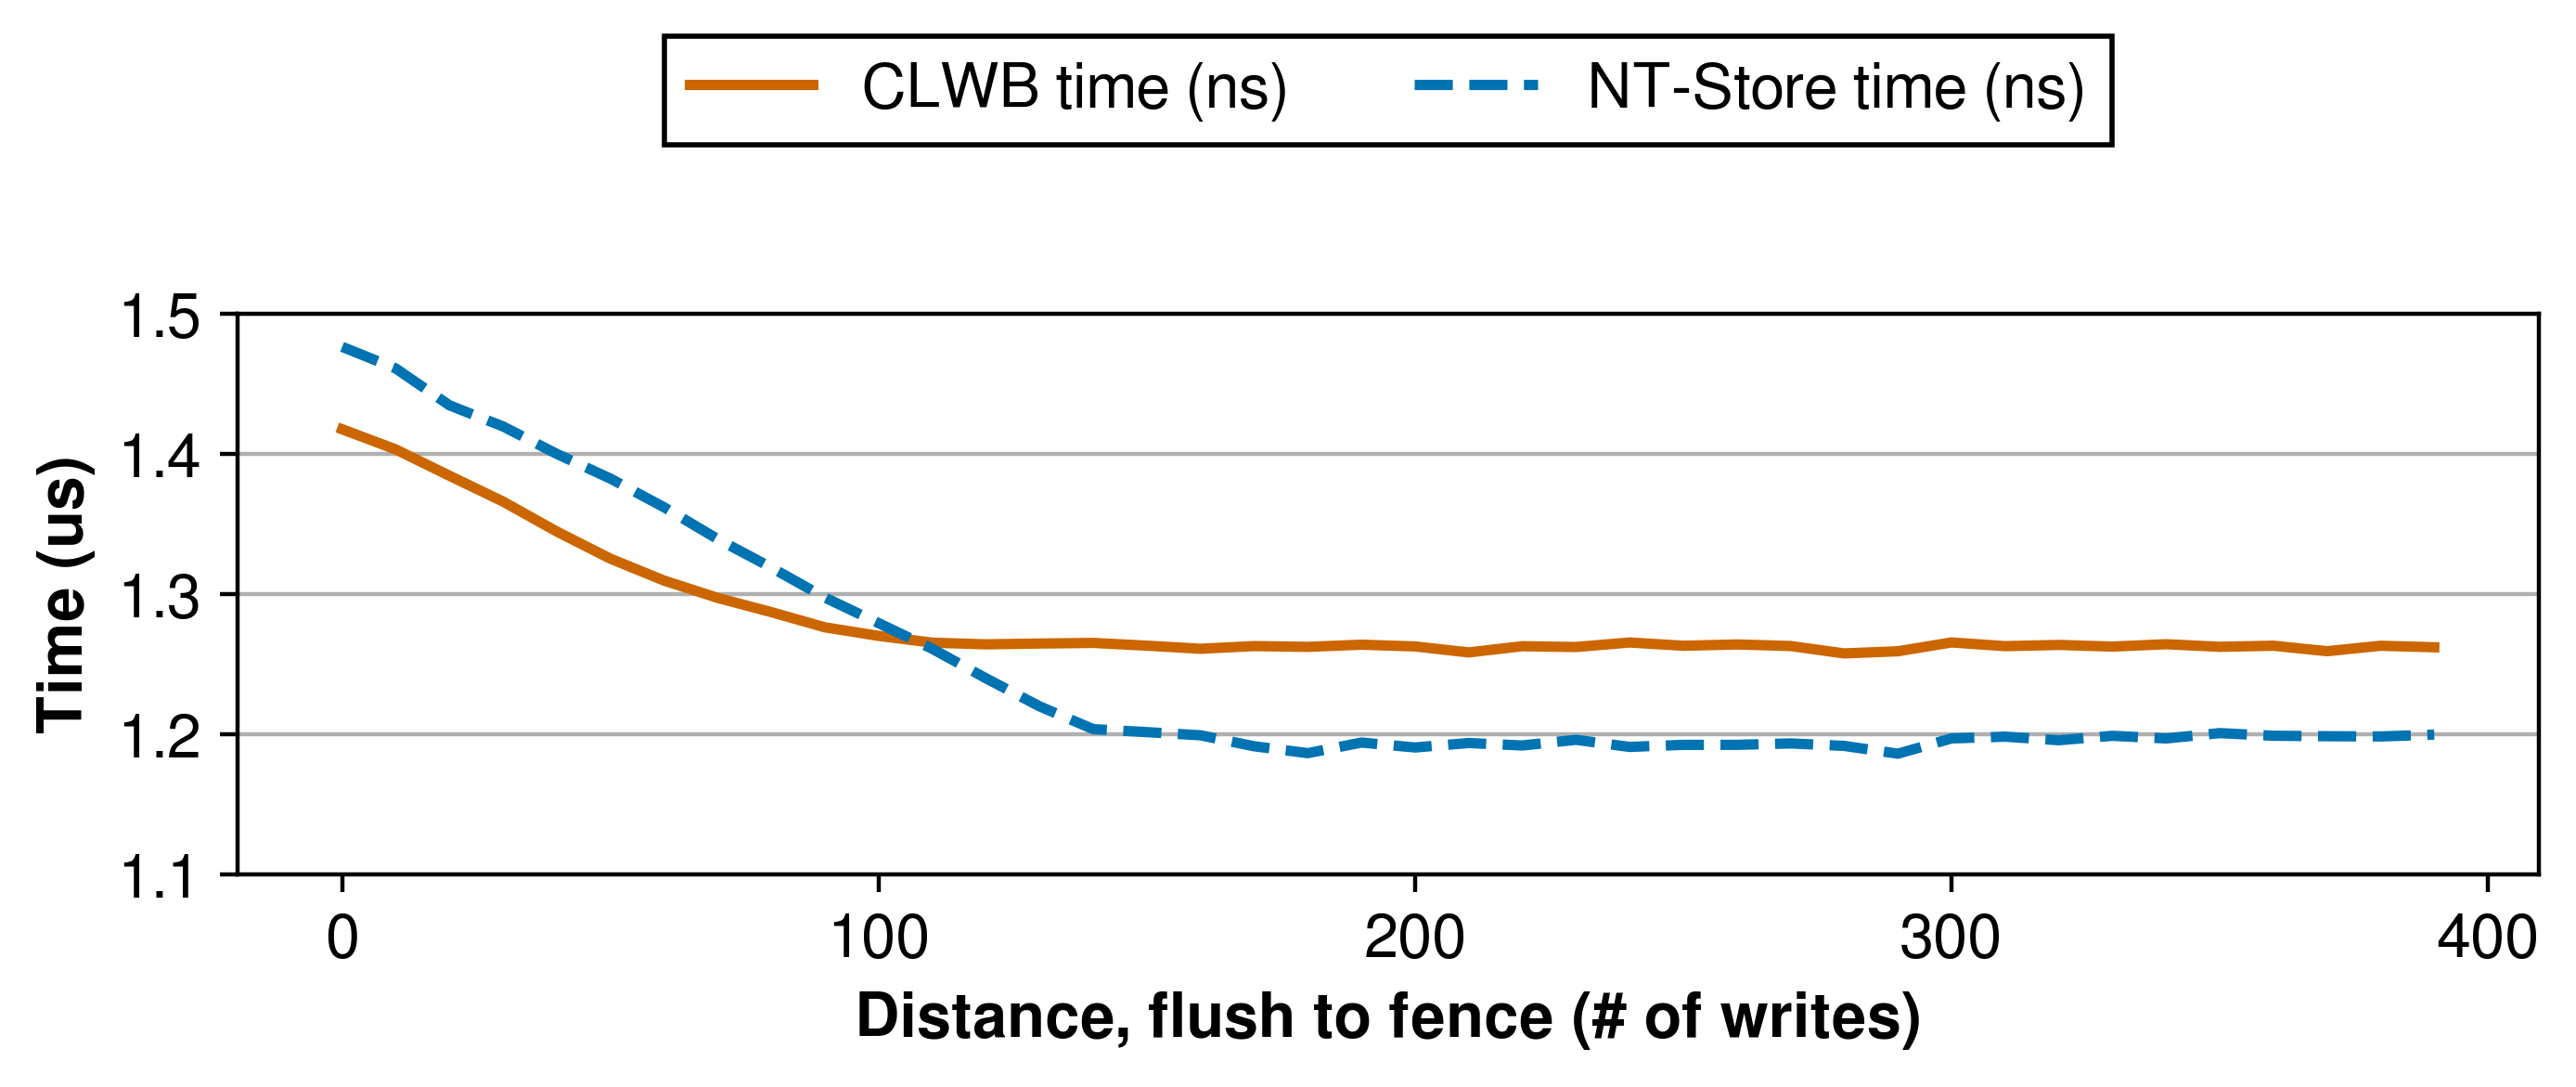 CLWB time (ns) NT-Store time (ns)
1.5
1.4
1.3
1.2
1.1
Time (us)
0 100 200 300 400
Distance, flush to fence (# of writes)